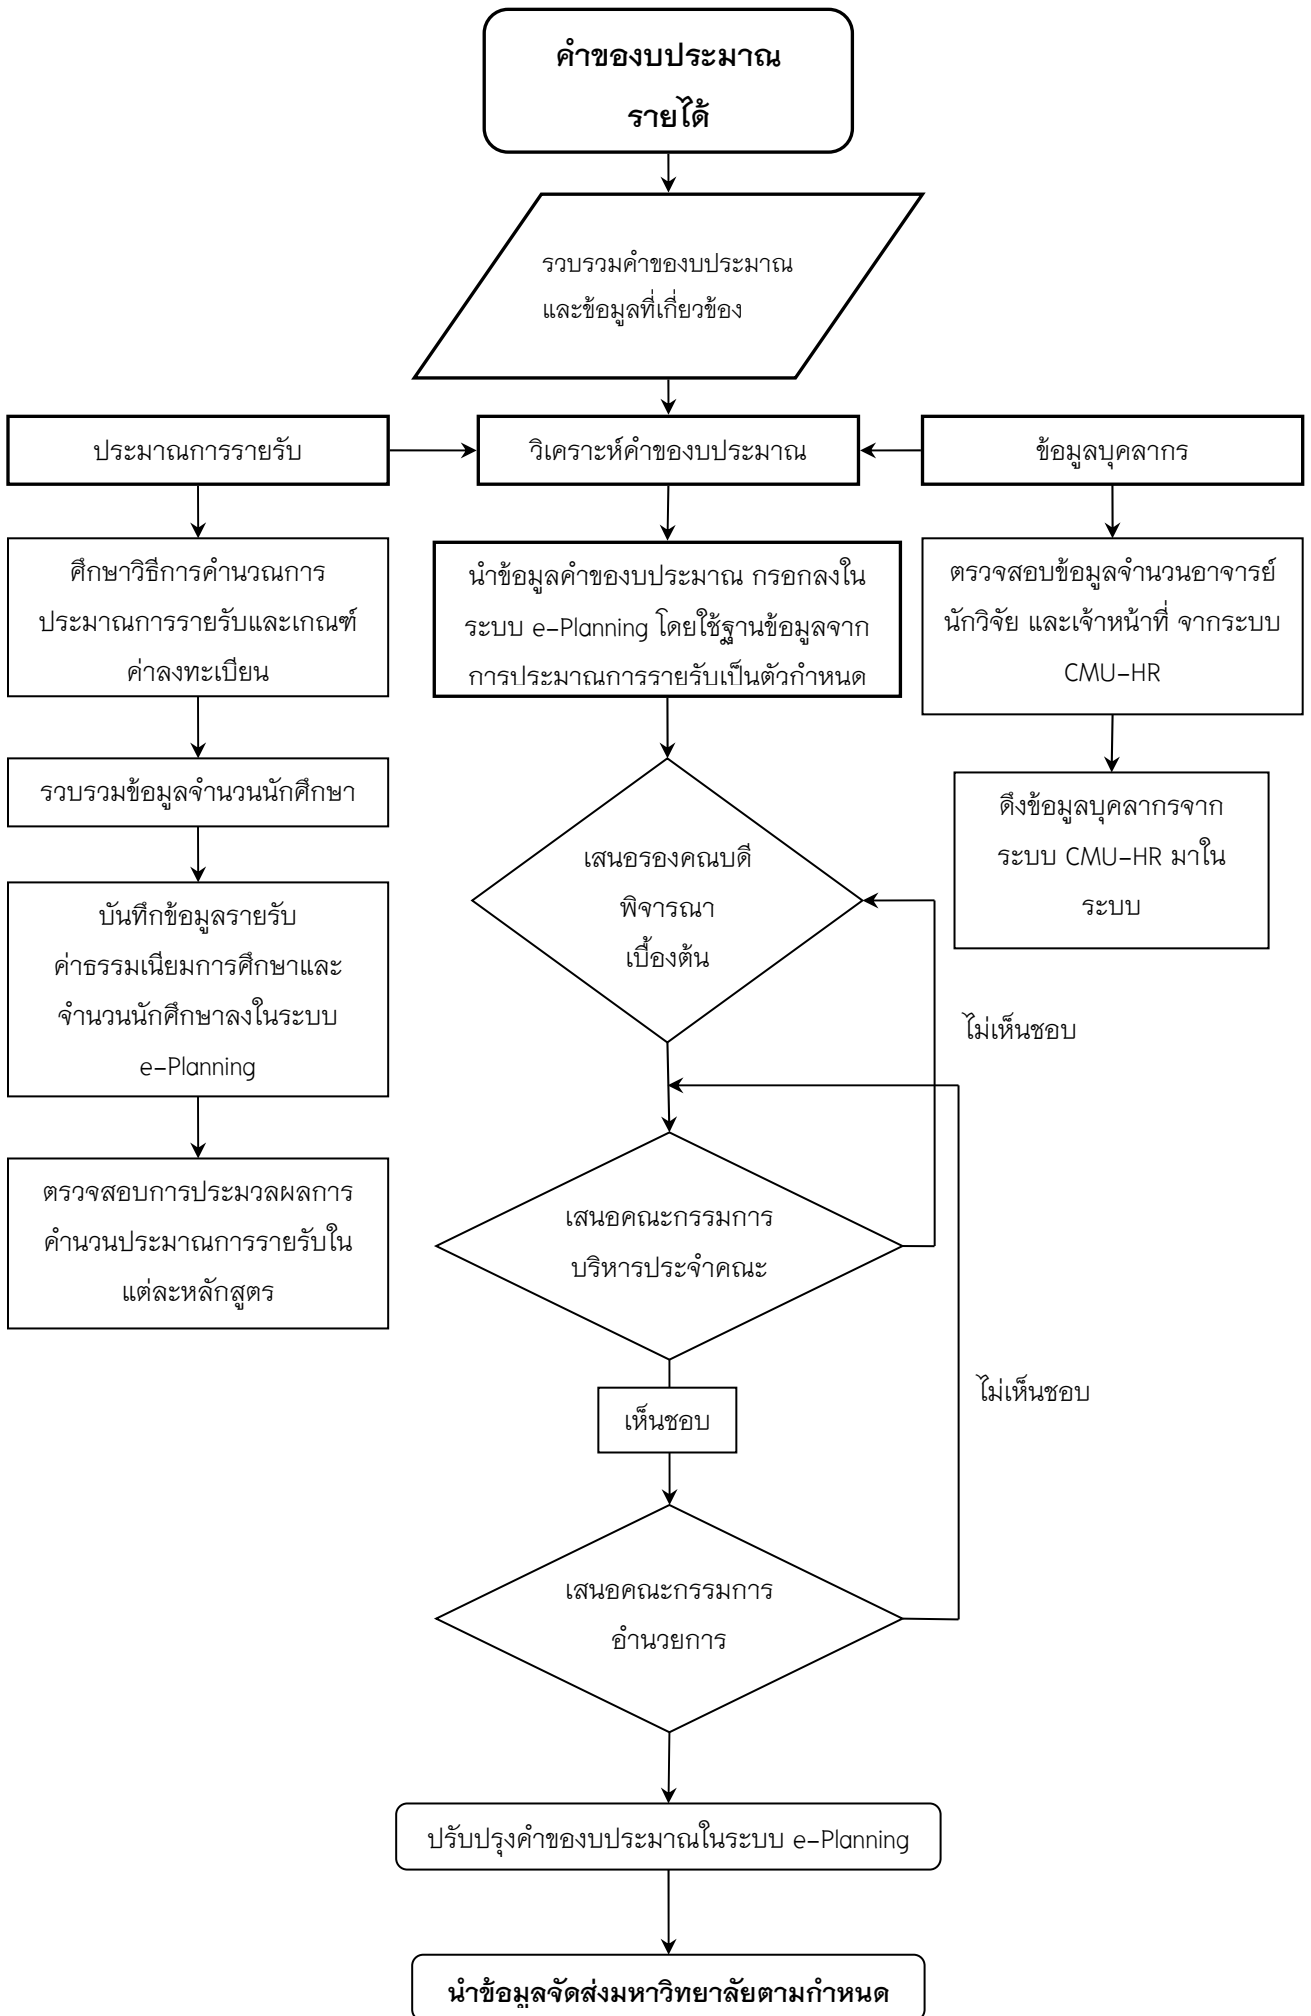 คำของบประมาณ
รายได้
รวบรวมคำของบประมาณ
และข้อมูลที่เกี่ยวข้อง
ประมาณการรายรับ
วิเคราะห์คำของบประมาณ
ข้อมูลบุคลากร
ศึกษาวิธีการคำนวณการ
ประมาณการรายรับและเกณฑ์
ค่าลงทะเบียน
นำข้อมูลคำของบประมาณ กรอกลงใน
ระบบ e-Planning โดยใช้ฐานข้อมูลจาก
การประมาณการรายรับเป็นตัวกำหนด
ตรวจสอบข้อมูลจำนวนอาจารย์
นักวิจัย และเจ้าหน้าที่ จากระบบ
CMU-HR
รวบรวมข้อมูลจำนวนนักศึกษา
ดึงข้อมูลบุคลากรจาก
ระบบ CMU-HR มาใน
ระบบ
เสนอรองคณบดี
พิจารณา
เบื้องต้น
บันทึกข้อมูลรายรับ
ค่าธรรมเนียมการศึกษาและ
จำนวนนักศึกษาลงในระบบ
e-Planning
ไม่เห็นชอบ
ตรวจสอบการประมวลผลการ
คำนวนประมาณการรายรับใน
แต่ละหลักสูตร
เสนอคณะกรรมการ
บริหารประจำคณะ
ไม่เห็นชอบ
เห็นชอบ
เสนอคณะกรรมการ
อำนวยการ
ปรับปรุงคำของบประมาณในระบบ e-Planning
นำข้อมูลจัดส่งมหาวิทยาลัยตามกำหนด